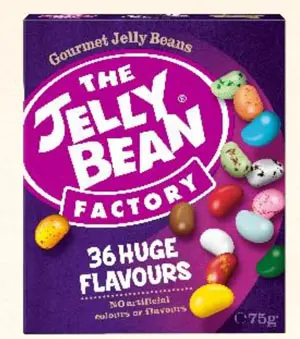 Gourmet Jelly Beans
THE
JELLY®
BEAN
FACTORY
36 HUGE
FLAVOURS
NO artificial
colours or flavours
℮75g